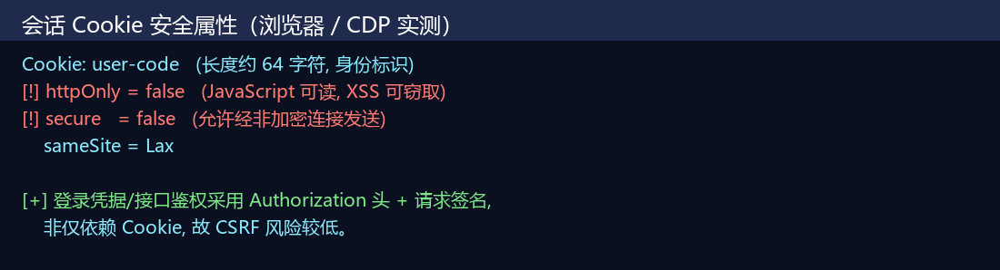 会话 Cookie 安全属性（浏览器 / CDP 实测）
Cookie: user-code   (长度约 64 字符, 身份标识)
[!] httpOnly = false   (JavaScript 可读, XSS 可窃取)
[!] secure   = false   (允许经非加密连接发送)
sameSite = Lax
[+] 登录凭据/接口鉴权采用 Authorization 头 + 请求签名,
非仅依赖 Cookie, 故 CSRF 风险较低。